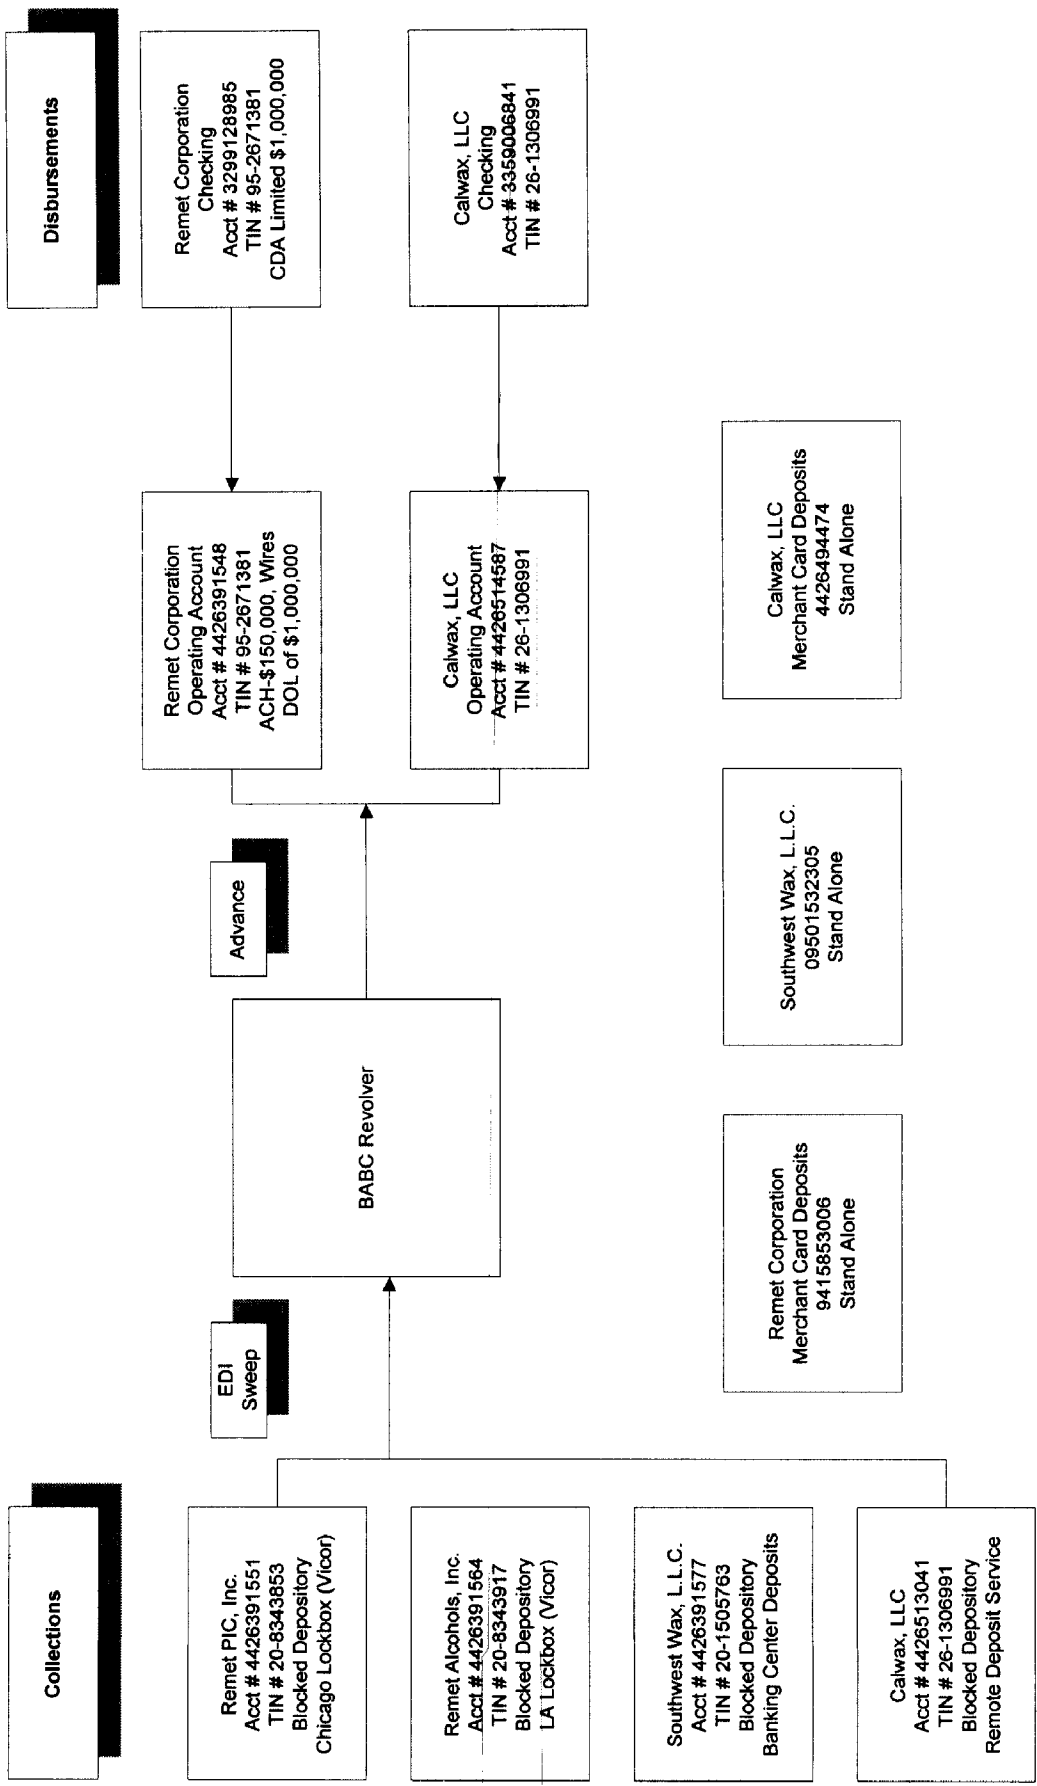 Collections
Remet PIC, Inc.
Acct # 4426391551
TIN # 20-8343853
Blocked Depository
Chicago Lockbox (Vicor)
Remet Alcohols, Inc.
Acct # 4426391564
TIN # 20-8343917
Blocked Depository
LA Lockbox (Vicor)
Southwest Wax, L.L.C.
Acct # 4426391577
TIN # 20-1505763
Blocked Depository
Banking Center Deposits
Calwax, LLC
Acct # 4426513041
TIN # 26-1306991
Blocked Depository
Remote Deposit Service
EDI
Sweep
BABC Revolver
Advance
Remet Corporation
Operating Account
Acct # 4426391548
TIN # 95-2671381
ACH-$150,000, Wires
DOL of $1,000,000
Calwax, LLC
Operating Account
Acct # 4426514587
TIN # 26-1306991
Disbursements
Remet Corporation
Checking
Acct # 3299128985
TIN # 95-2671381
CDA Limited $1,000,000
Calwax, LLC
Checking
Acct # 3359006841
TIN # 26-1306991
Remet Corporation
Merchant Card Deposits
9415853006
Stand Alone
Southwest Wax, L.L.C.
09501532305
Stand Alone
Calwax, LLC
Merchant Card Deposits
4426494474
Stand Alone